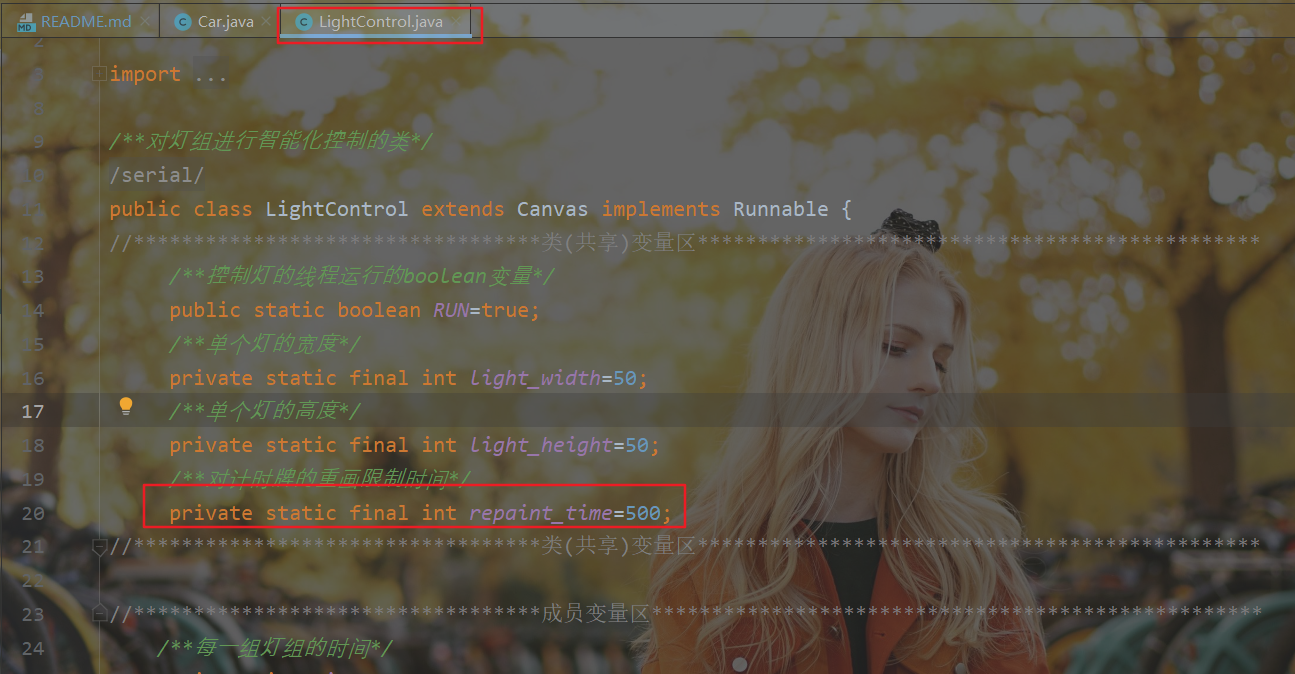 README.md Car.java LightControl.java
2
3 import ...
8
9 /**对灯组进行智能化控制的类*/
10 /serial/
11 public class LightControl extends Canvas implements Runnable {
12 //**********************************类(共享)变量区***********************************************
13 /**控制灯的线程运行的boolean变量*/
14 public static boolean RUN=true;
15 /**单个灯的宽度*/
16 private static final int light_width=50;
17 /**单个灯的高度*/
18 private static final int light_height=50;
19 /**对计时牌的重画限制时间*/
20 private static final int repaint_time=500;
21 //**********************************类(共享)变量区***********************************************
22
23 //**********************************成员变量区***************************************************
24 /**每一组灯组的时间*/